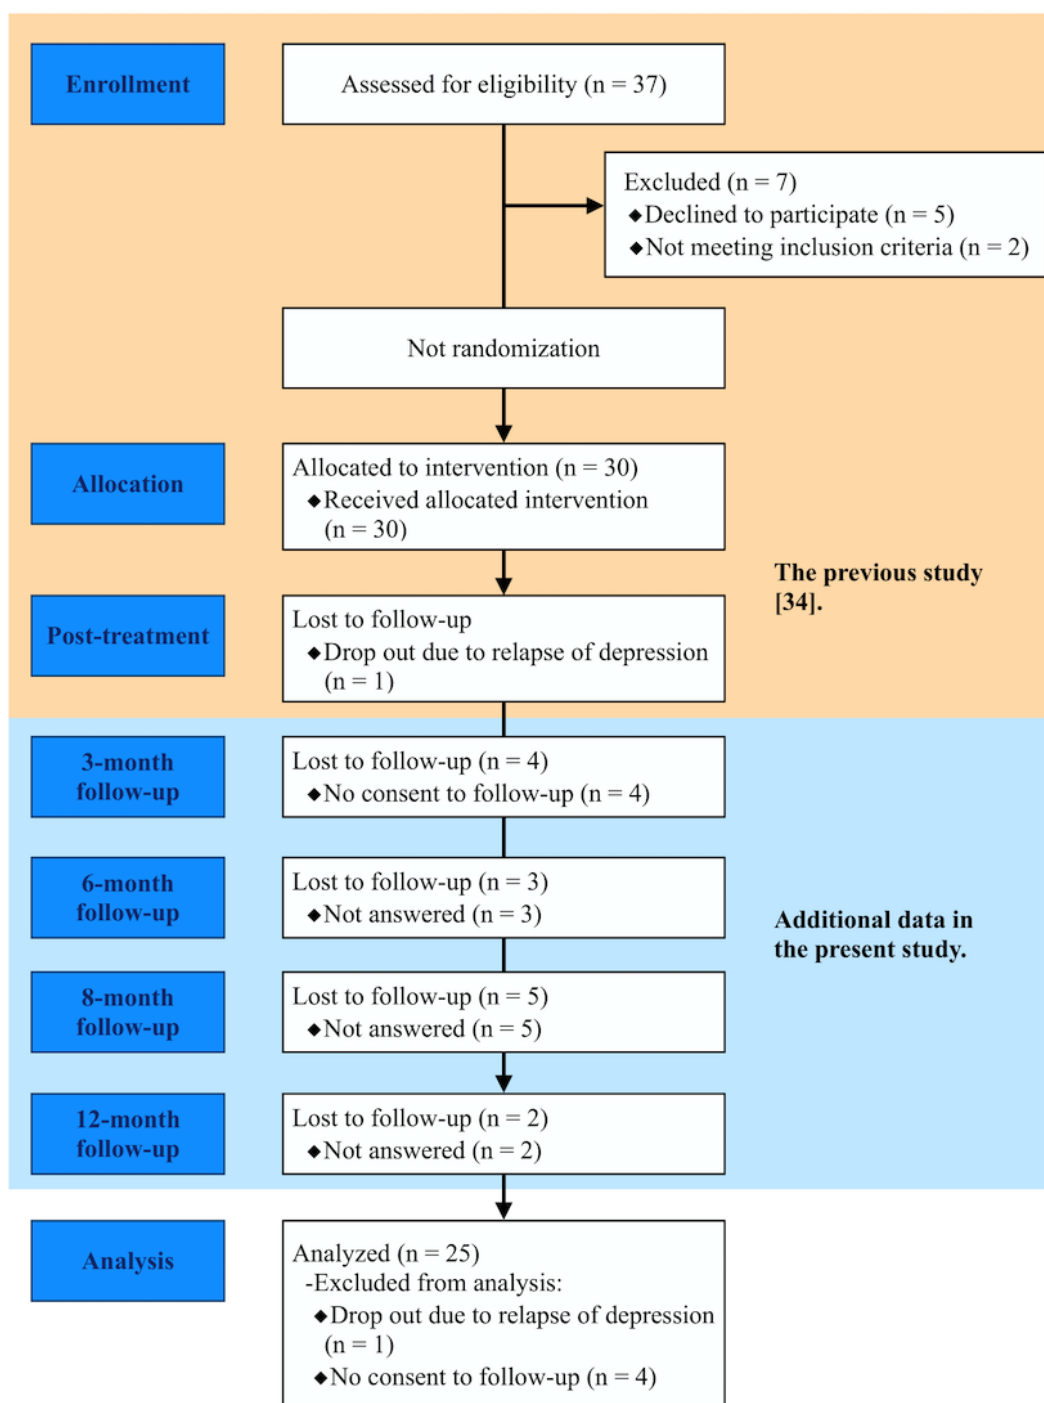 Enrollment
Assessed for eligibility (n = 37)
Excluded (n = 7)
◆Declined to participate (n = 5)
◆Not meeting inclusion criteria (n = 2)
Not randomization
Allocation
Allocated to intervention (n = 30)
◆Received allocated intervention
(n = 30)
The previous study
[34].
Post-treatment
Lost to follow-up
◆Drop out due to relapse of depression
(n = 1)
3-month
follow-up
Lost to follow-up (n = 4)
◆No consent to follow-up (n = 4)
6-month
follow-up
Lost to follow-up (n = 3)
◆Not answered (n = 3)
Additional data in
the present study.
8-month
follow-up
Lost to follow-up (n = 5)
◆Not answered (n = 5)
12-month
follow-up
Lost to follow-up (n = 2)
◆Not answered (n = 2)
Analysis
Analyzed (n = 25)
-Excluded from analysis:
◆Drop out due to relapse of depression
(n = 1)
◆No consent to follow-up (n = 4)